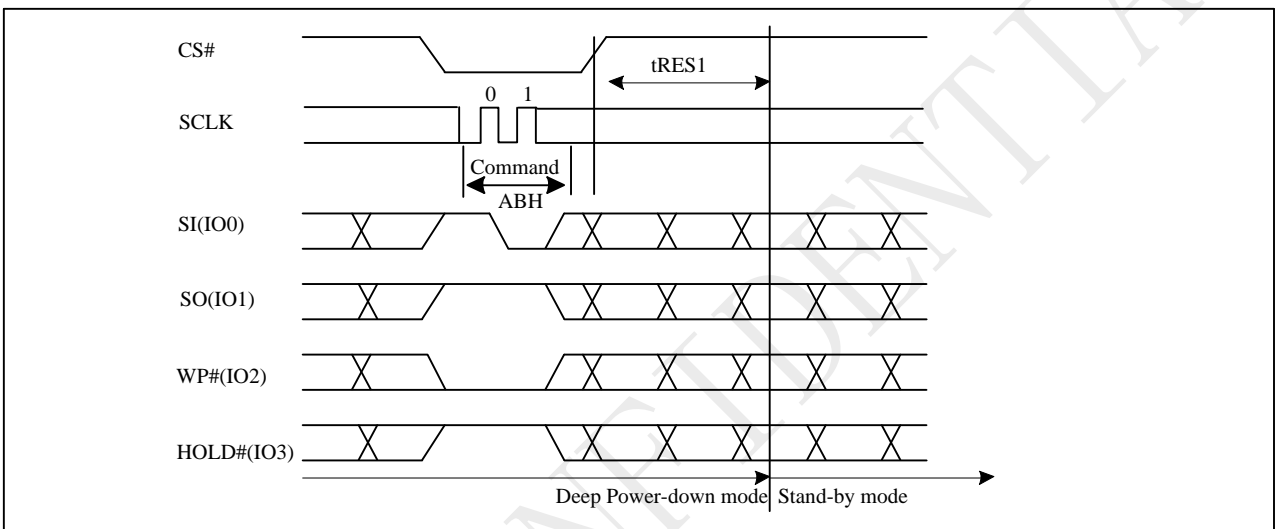 CS#
tRES1
0 1
SCLK
Command
ABH
SI(IO0)
SO(IO1)
WP#(IO2)
HOLD#(IO3)
Deep Power-down mode Stand-by mode
NFIDENTIA